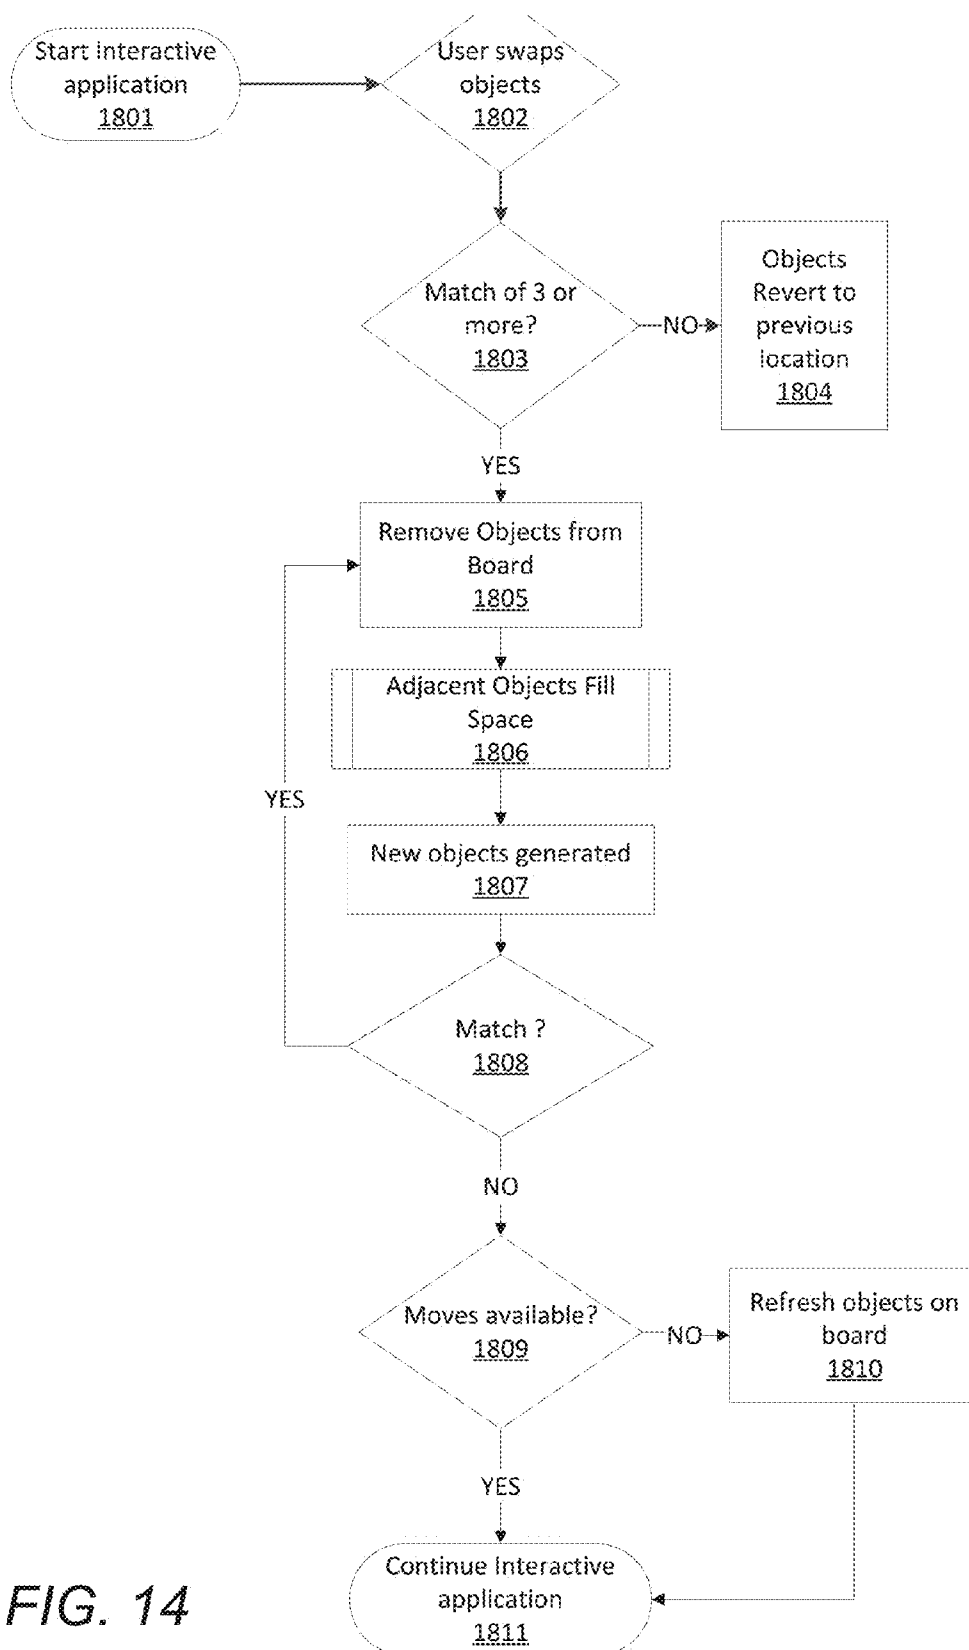 Start interactive
application
1801
User swaps
objects
1802
Match of 3 or
more?
1803
NO
Objects
Revert to
previous
location
1804
YES
Remove Objects from
Board
1805
Adjacent Objects Fill
Space
1806
YES
New objects generated
1807
Match ?
1808
NO
Moves available?
1809
NO
Refresh objects on
board
1810
YES
Continue Interactive
application
1811
FIG. 14